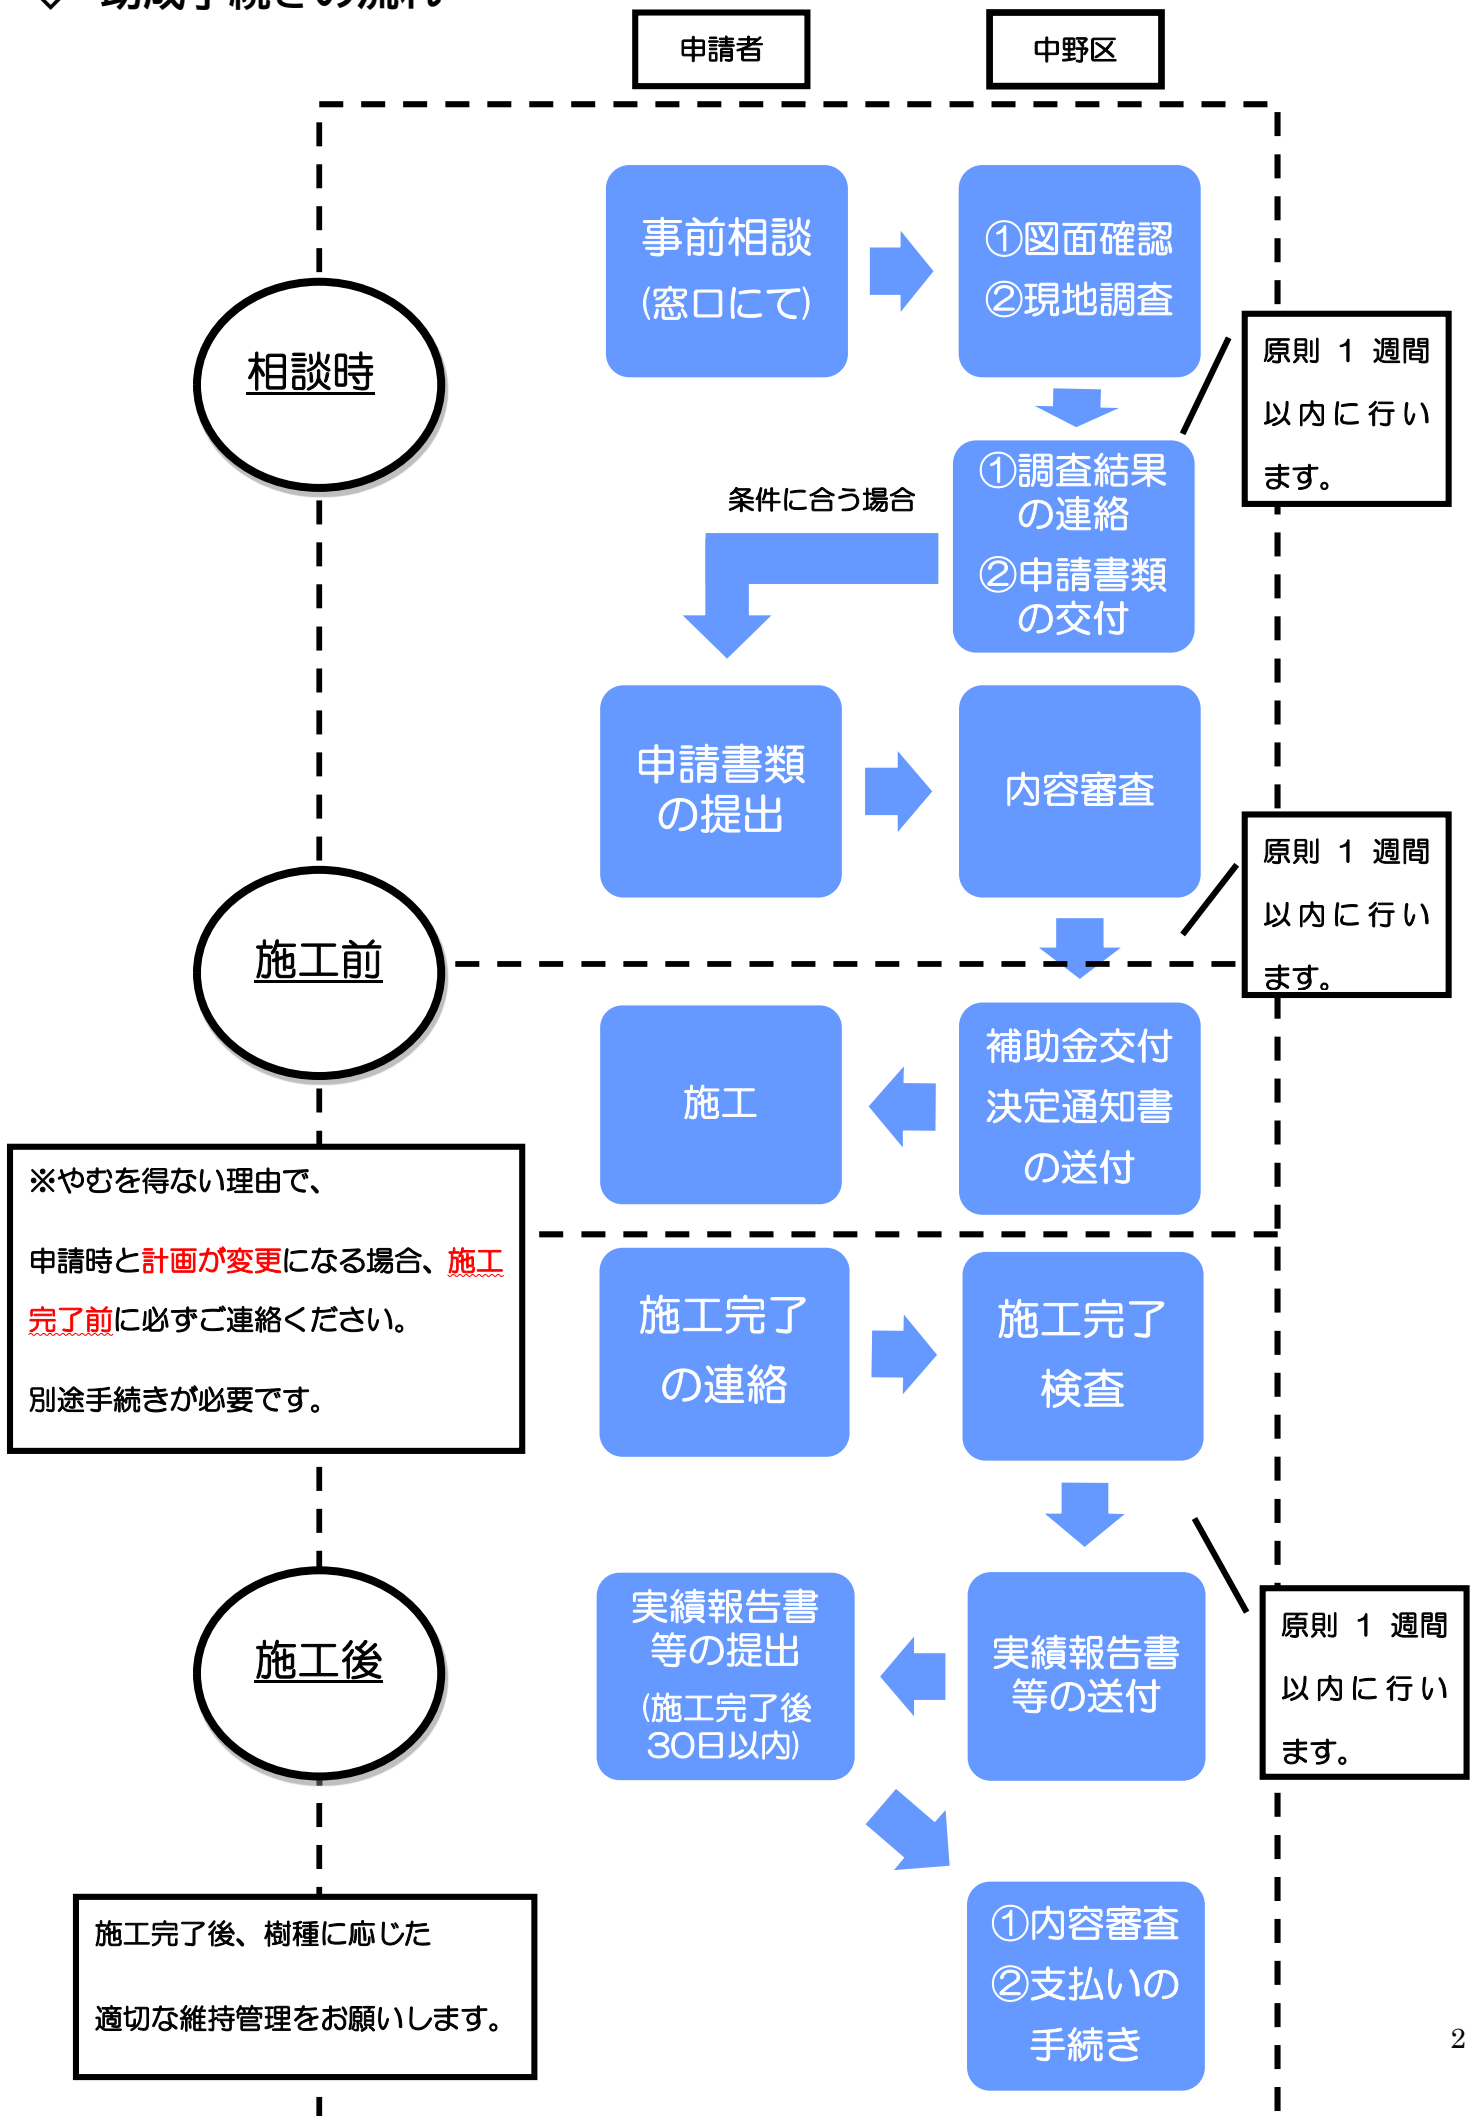 ◇ 助成手続きの流れ
申請者
中野区
事前相談
(窓口にて)
①図面確認
②現地調査
相談時
原則 1 週間
以内に行い
ます。
①調査結果
の連絡
②申請書類
の交付
条件に合う場合
申請書類
の提出
内容審査
原則 1 週間
以内に行い
ます。
施工前
施工
補助金交付
決定通知書
の送付
※やむを得ない理由で、
申請時と計画が変更になる場合、施工
完了前に必ずご連絡ください。
別途手続きが必要です。
施工完了
の連絡
施工完了
検査
施工後
実績報告書
等の提出
(施工完了後
30日以内)
実績報告書
等の送付
原則 1 週間
以内に行い
ます。
①内容審査
②支払いの
手続き
施工完了後、樹種に応じた
適切な維持管理をお願いします。
2